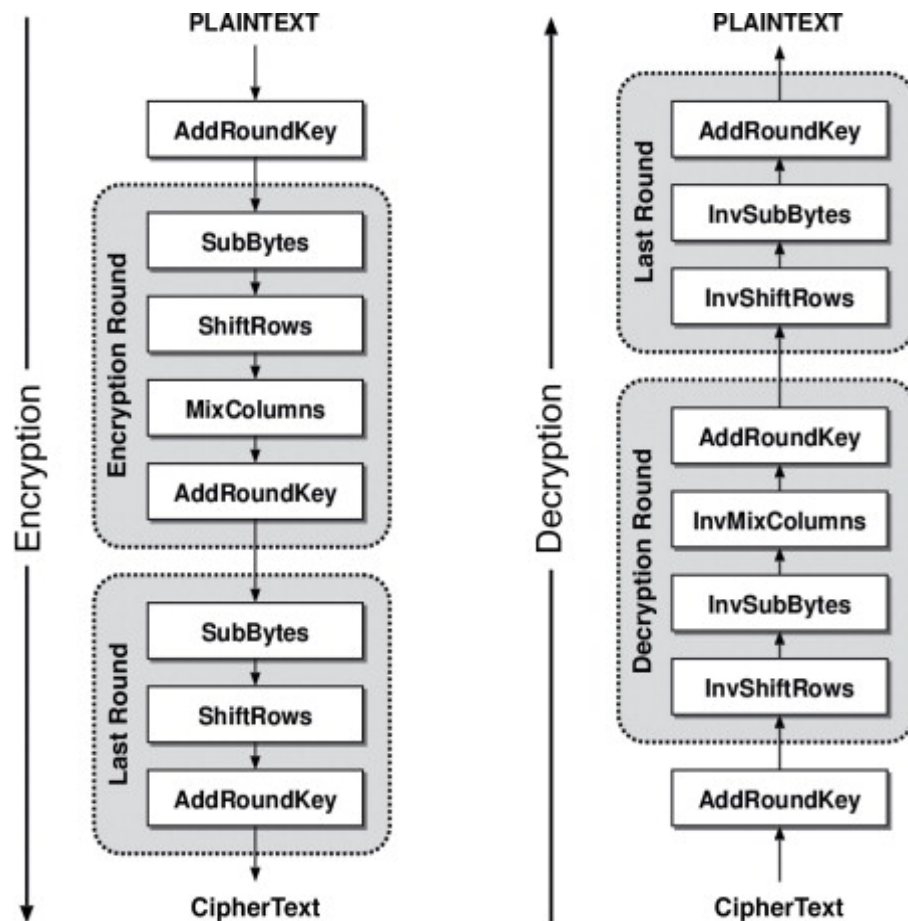 PLAINTEXT
AddRoundKey
SubBytes
ShiftRows
MixColumns
AddRoundKey
Encryption Round
SubBytes
ShiftRows
AddRoundKey
Last Round
CipherText
Encryption
PLAINTEXT
AddRoundKey
InvSubBytes
InvShiftRows
Last Round
AddRoundKey
InvMixColumns
InvSubBytes
InvShiftRows
Decryption Round
AddRoundKey
CipherText
Decryption